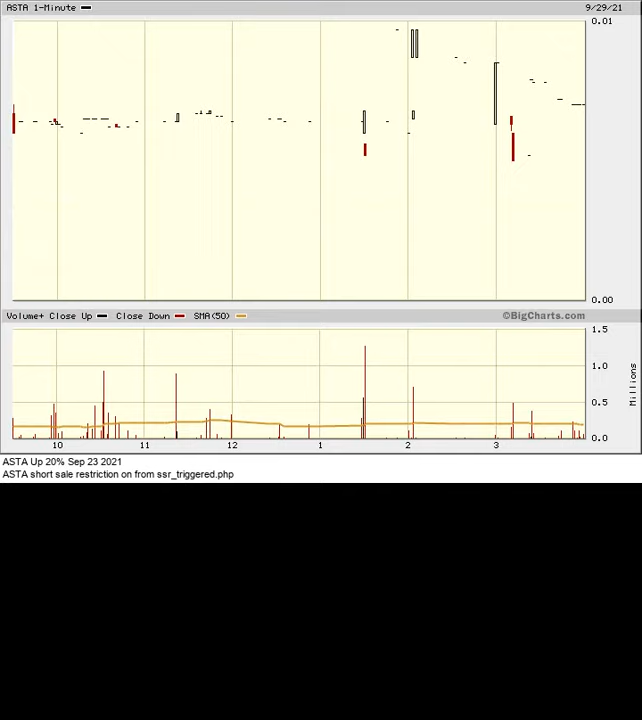 ASTA 1-Minute 9/29/21
0.01
0.00
Volume+ Close Up Close Down SMA(50) ©BigCharts.com
1.5
1.0
Millions
0.5
0.0
10 11 12 1 2 3
ASTA Up 20% Sep 23 2021
ASTA short sale restriction on from ssr_triggered.php